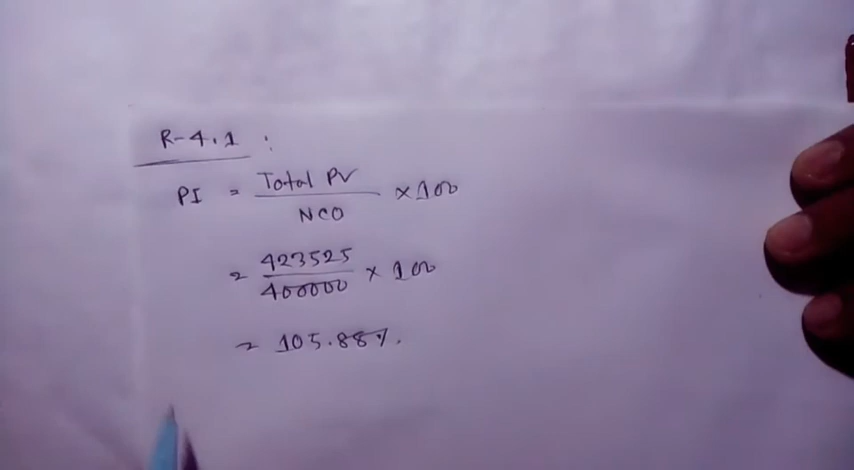 R-4.1 :
PI = Total PV / NCO × 100
= 423525 / 400000 × 100
= 105.88%.